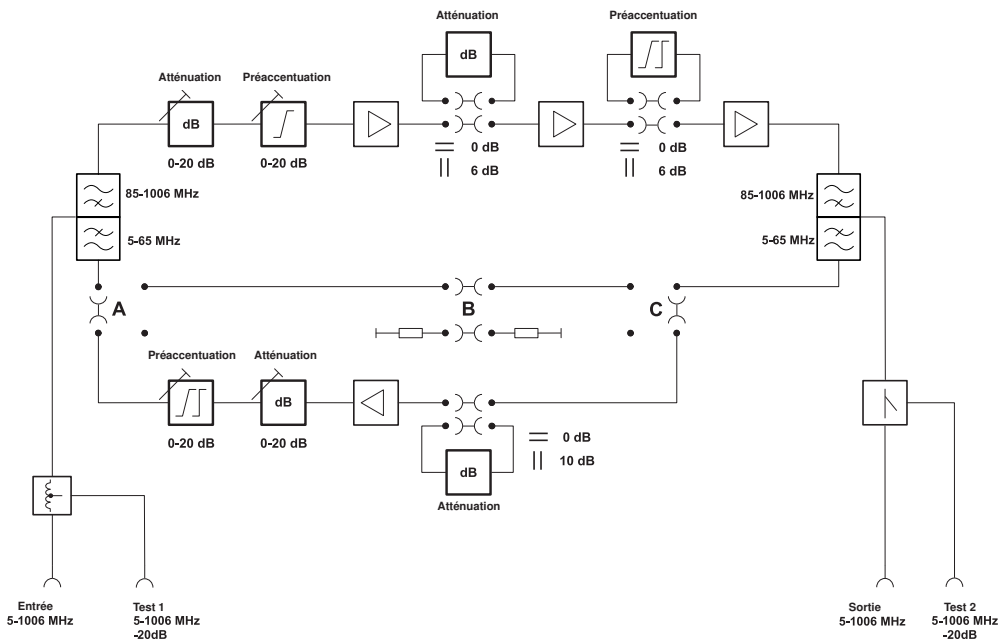 Atténuation
Préaccentuation
dB
Atténuation
Préaccentuation
dB
0-20 dB
0-20 dB
0 dB
6 dB
0 dB
6 dB
85-1006 MHz
5-65 MHz
85-1006 MHz
5-65 MHz
A
B
C
Préaccentuation
Atténuation
dB
0-20 dB
0-20 dB
0 dB
10 dB
dB
Atténuation
Entrée
5-1006 MHz
Test 1
5-1006 MHz
-20dB
Sortie
5-1006 MHz
Test 2
5-1006 MHz
-20dB